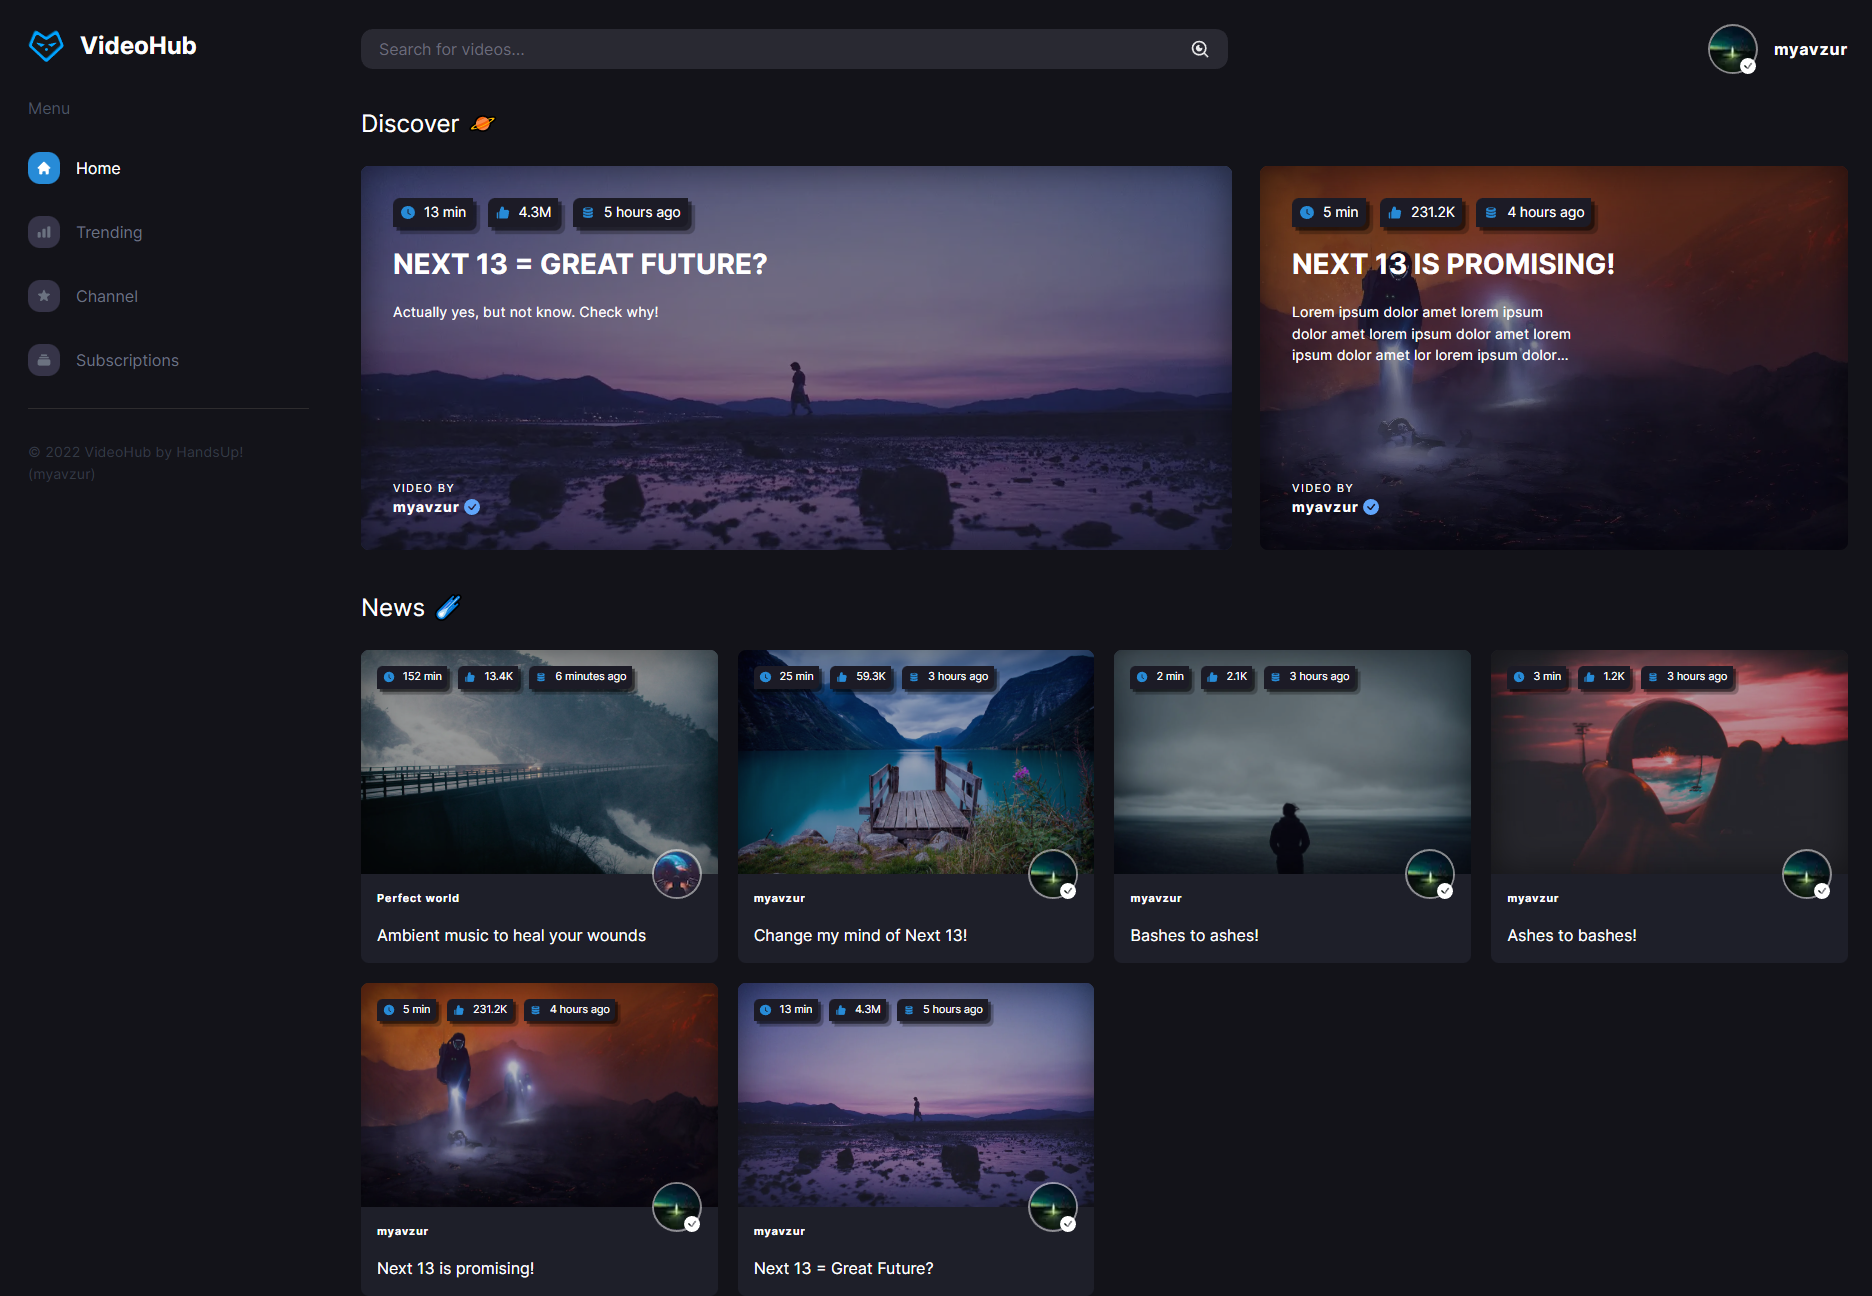 VideoHub
Search for videos...
myavzur
Menu
Home
Trending
Channel
Subscriptions
© 2022 VideoHub by HandsUp!
(myavzur)
Discover
13 min
4.3M
5 hours ago
NEXT 13 = GREAT FUTURE?
Actually yes, but not know. Check why!
VIDEO BY
myavzur
5 min
231.2K
4 hours ago
NEXT 13 IS PROMISING!
Lorem ipsum dolor amet lorem ipsum
dolor amet lorem ipsum dolor amet lorem
ipsum dolor amet lor lorem ipsum dolor...
VIDEO BY
myavzur
News
152 min
13.4K
6 minutes ago
Perfect world
Ambient music to heal your wounds
25 min
59.3K
3 hours ago
myavzur
Change my mind of Next 13!
2 min
2.1K
3 hours ago
myavzur
Bashes to ashes!
3 min
1.2K
3 hours ago
myavzur
Ashes to bashes!
5 min
231.2K
4 hours ago
myavzur
Next 13 is promising!
13 min
4.3M
5 hours ago
myavzur
Next 13 = Great Future?